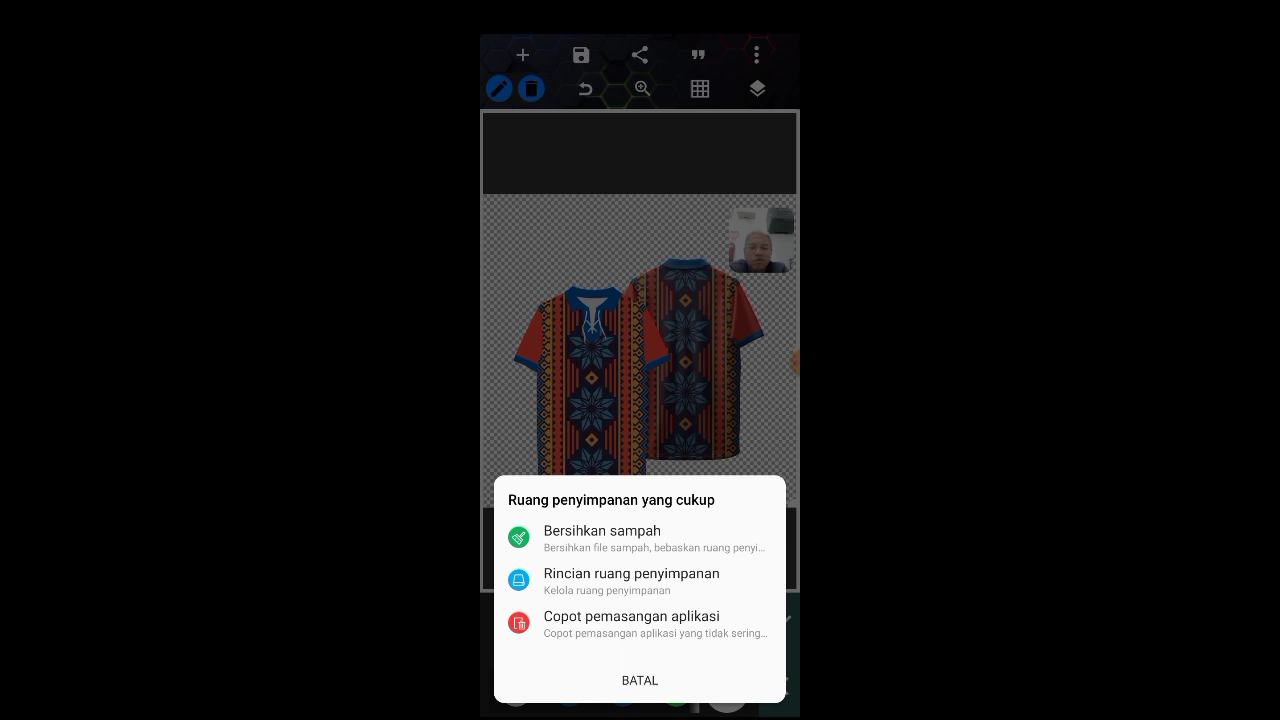 Ruang penyimpanan yang cukup
Bersihkan sampah
Bersihkan file sampah, bebaskan ruang penyi...
Rincian ruang penyimpanan
Kelola ruang penyimpanan
Copot pemasangan aplikasi
Copot pemasangan aplikasi yang tidak sering...
BATAL